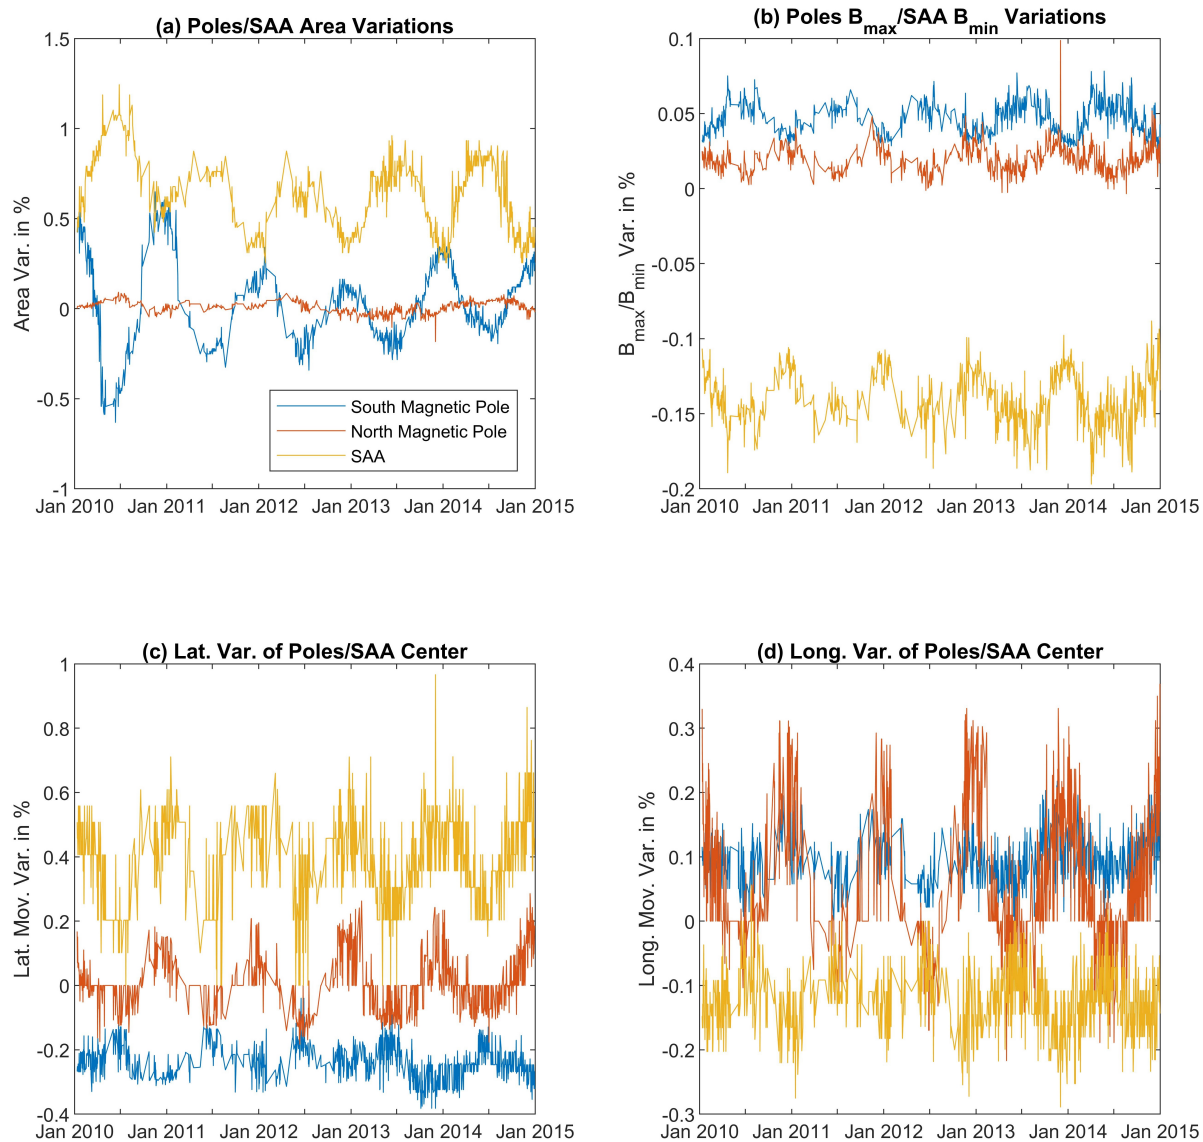 (a) Poles/SAA Area Variations
1.5
1
0.5
0
-0.5
-1
Area Var. in %
South Magnetic Pole
North Magnetic Pole
SAA
Jan 2010 Jan 2011 Jan 2012 Jan 2013 Jan 2014 Jan 2015
(b) Poles Bmax/SAA Bmin Variations
0.1
0.05
0
-0.05
-0.1
-0.15
-0.2
Bmax/Bmin Var. in %
Jan 2010 Jan 2011 Jan 2012 Jan 2013 Jan 2014 Jan 2015
(c) Lat. Var. of Poles/SAA Center
1
0.8
0.6
0.4
0.2
0
-0.2
-0.4
Lat. Mov. Var. in %
Jan 2010 Jan 2011 Jan 2012 Jan 2013 Jan 2014 Jan 2015
(d) Long. Var. of Poles/SAA Center
0.4
0.3
0.2
0.1
0
-0.1
-0.2
-0.3
Long. Mov. Var. in %
Jan 2010 Jan 2011 Jan 2012 Jan 2013 Jan 2014 Jan 2015